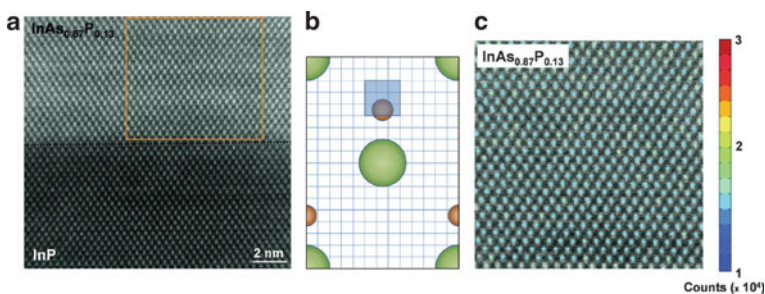 a
InAs0.87P0.13
InP
2 nm
b
c
InAs0.87P0.13
3
2
1
Counts (x 10⁴)